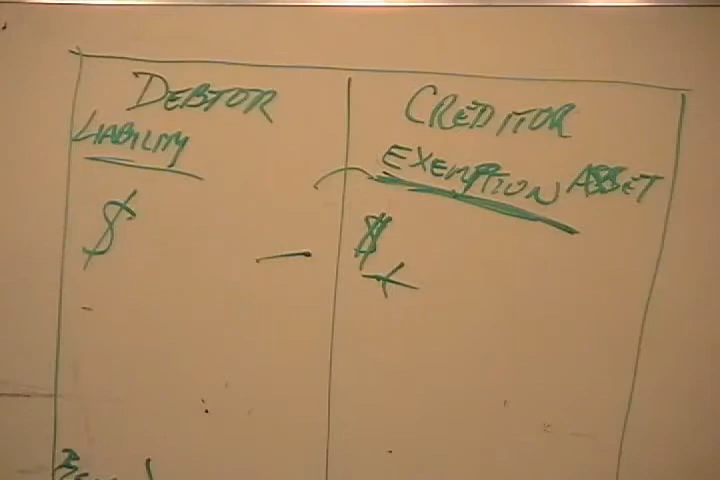 DEBTOR
LIABILITY
$
-
-
CREDITOR
EXEMPTION ASSET
$
+